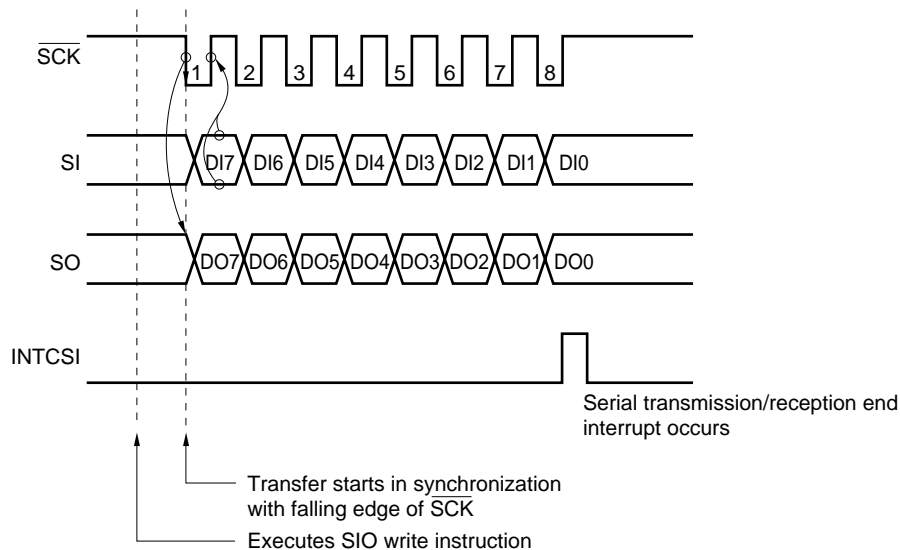 SCK
1 2 3 4 5 6 7 8
SI
DI7 DI6 DI5 DI4 DI3 DI2 DI1 DI0
SO
DO7 DO6 DO5 DO4 DO3 DO2 DO1 DO0
INTCSI
Serial transmission/reception end
interrupt occurs
Transfer starts in synchronization
with falling edge of SCK
Executes SIO write instruction